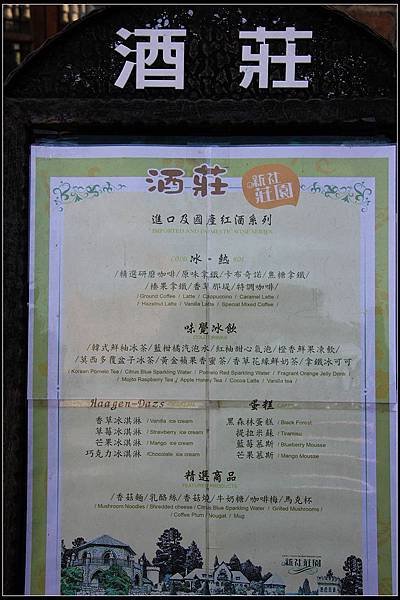 酒莊
酒莊
新社
莊園
進口及國產紅酒系列
IMPORTED AND DOMESTIC WINE SERIES
COLD 冰・熱 HOT
/精選研磨咖啡/原味拿鐵/卡布奇諾/焦糖拿鐵/
/榛果拿鐵/香草那堤/特調咖啡/
/ Ground Coffee / Latte / Cappuccino / Caramel Latte /
/ Hazelnut Latte / Vanilla Latte / Special Mixed Coffee /
味覺冰飲
COLD DRINKS
/韓式鮮柚冰茶/藍柑橘汽泡水/紅柚甜心氣泡/橙香鮮果凍飲/
/莫西多覆盆子冰茶/黃金蘋果香蜜茶/香草花緣鮮奶茶/拿鐵冰可可/
/ Korean Pomelo Tea / Citrus Blue Sparkling Water / Pomelo Red Sparkling Water / Fragrant Orange Jelly Drink /
/ Mojito Raspberry Tea / Apple Honey Tea / Cocoa Latte / Vanilla tea /
Haagen-Dazs
香草冰淇淋 / Vanilla ice cream
草莓冰淇淋 / Strawberry ice cream
芒果冰淇淋 / Mango ice cream
巧克力冰淇淋 / Chocolate ice cream
蛋糕
黑森林蛋糕 / Black Forest
提拉米蘇 / Tiramisu
藍莓慕斯 / Blueberry Mousse
芒果慕斯 / Mango Mousse
精選商品
FEATURED PRODUCTS
/香菇麵/乳酪絲/香菇燒/牛奶糖/咖啡梅/馬克杯
/ Mushroom Noodles / Shredded cheese / Citrus Blue Sparkling Water / Grilled Mushrooms /
/ Coffee Plum / Nougat / Mug
新社莊園